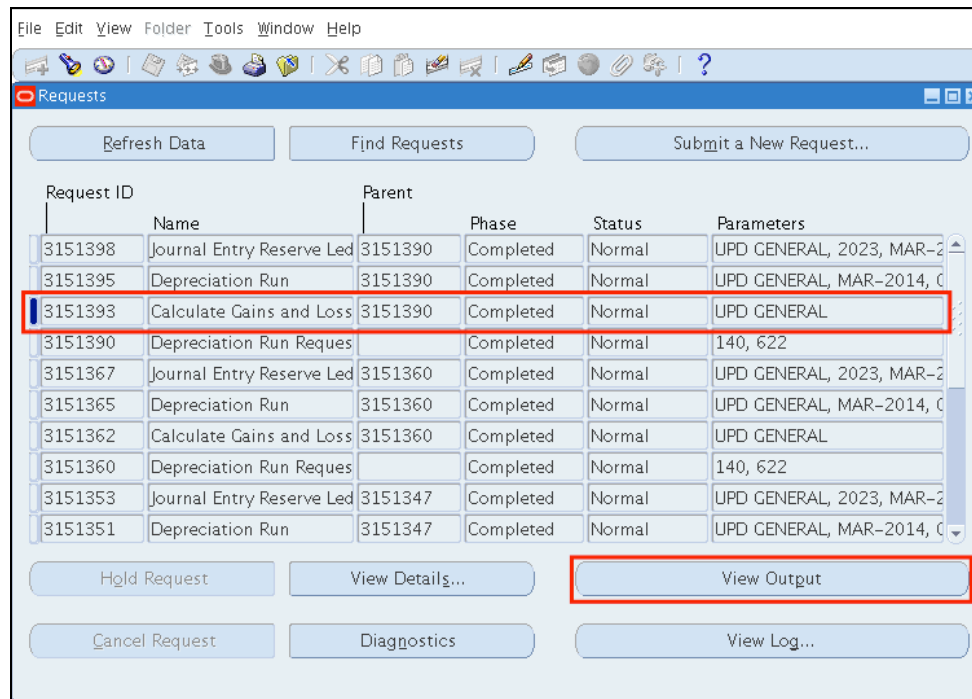 File Edit View Folder Tools Window Help
Requests
Refresh Data Find Requests Submit a New Request...
Request ID Parent
Name Phase Status Parameters
3151398 Journal Entry Reserve Led 3151390 Completed Normal UPD GENERAL, 2023, MAR-2
3151395 Depreciation Run 3151390 Completed Normal UPD GENERAL, MAR-2014, 0
3151393 Calculate Gains and Loss 3151390 Completed Normal UPD GENERAL
3151390 Depreciation Run Reques Completed Normal 140, 622
3151367 Journal Entry Reserve Led 3151360 Completed Normal UPD GENERAL, 2023, MAR-2
3151365 Depreciation Run 3151360 Completed Normal UPD GENERAL, MAR-2014, 0
3151362 Calculate Gains and Loss 3151360 Completed Normal UPD GENERAL
3151360 Depreciation Run Reques Completed Normal 140, 622
3151353 Journal Entry Reserve Led 3151347 Completed Normal UPD GENERAL, 2023, MAR-2
3151351 Depreciation Run 3151347 Completed Normal UPD GENERAL, MAR-2014, 0
Hold Request View Details... View Output
Cancel Request Diagnostics View Log...